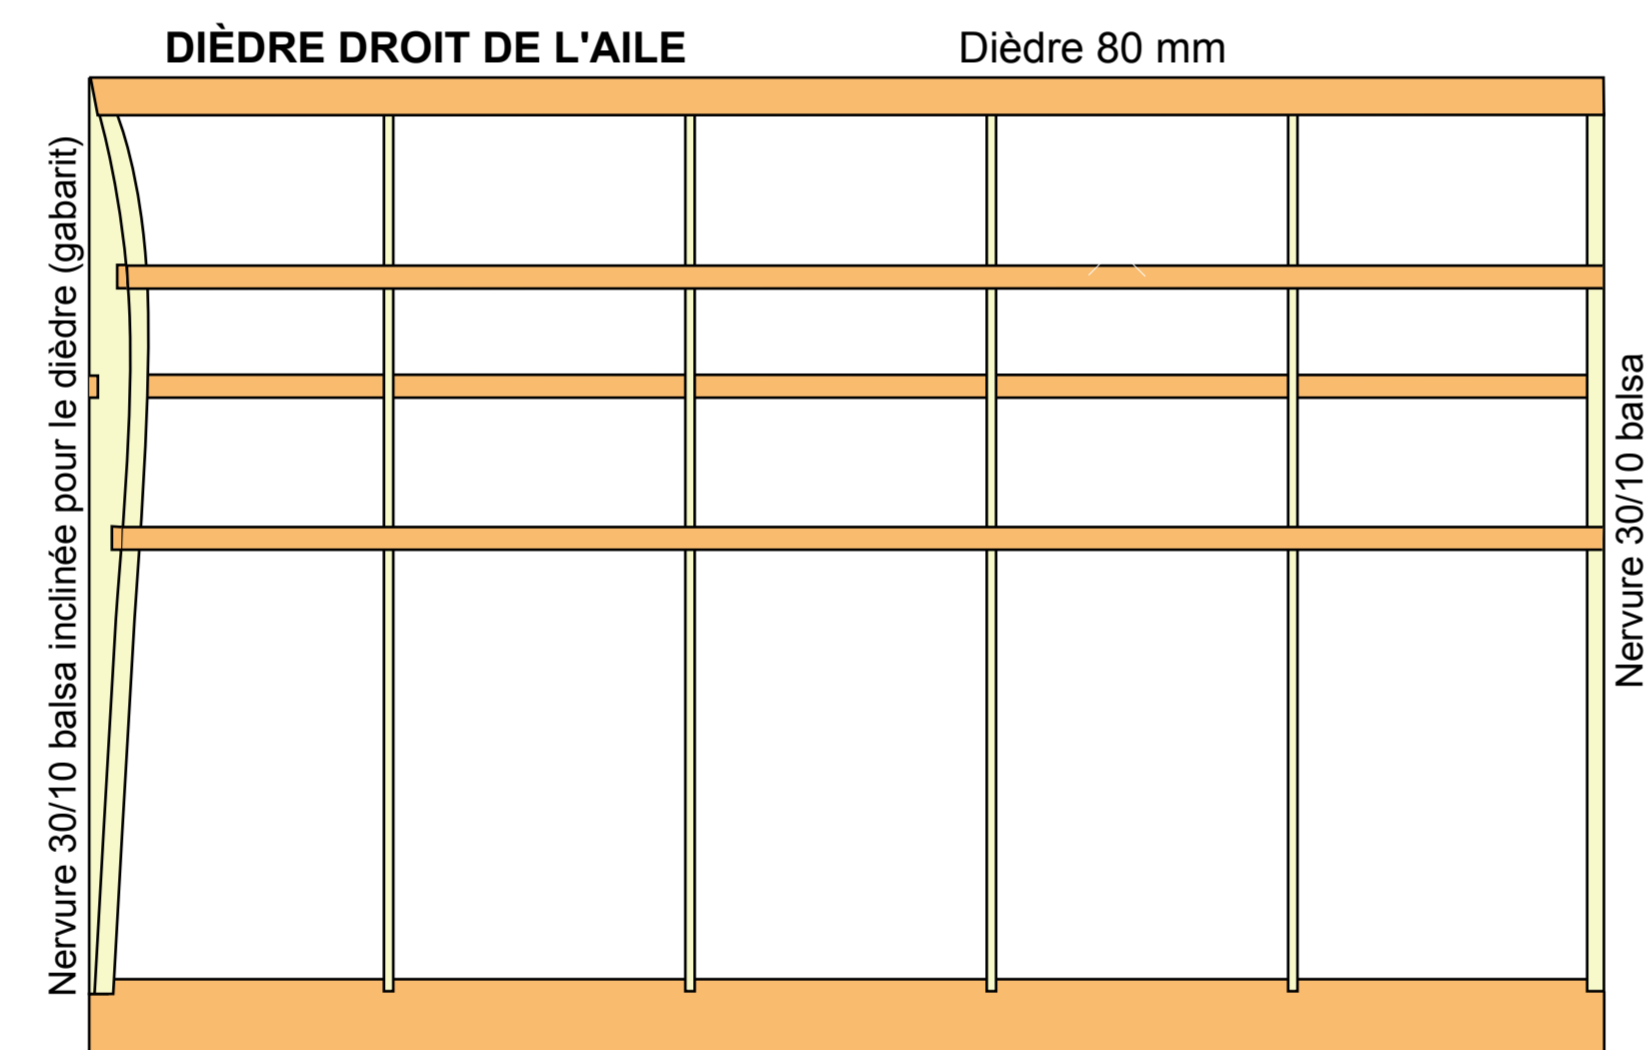 DIÈDRE DROIT DE L'AILE
Dièdre 80 mm
Nervure 30/10 balsa inclinée pour le dièdre (gabarit)
Nervure 30/10 balsa